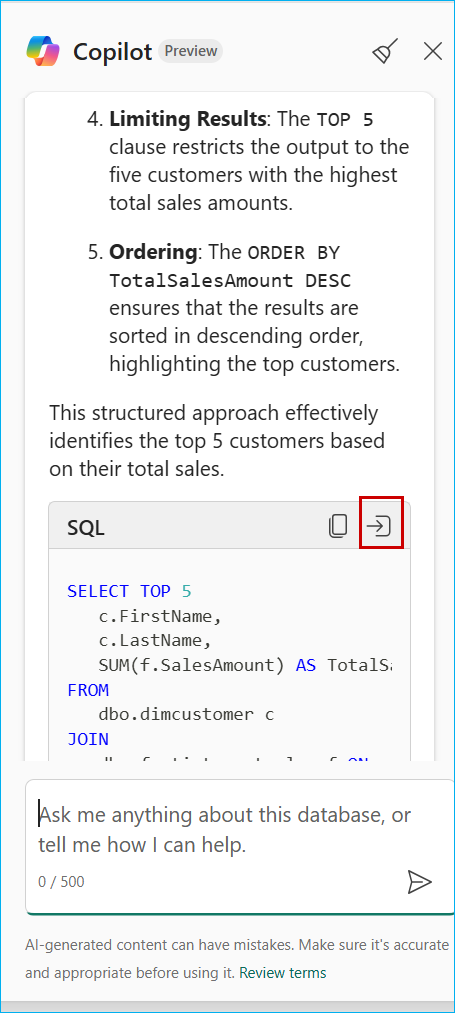 Copilot Preview
4. Limiting Results: The TOP 5
clause restricts the output to the
five customers with the highest
total sales amounts.
5. Ordering: The ORDER BY
TotalSalesAmount DESC
ensures that the results are
sorted in descending order,
highlighting the top customers.
This structured approach effectively
identifies the top 5 customers based
on their total sales.
SQL
SELECT TOP 5
c.FirstName,
c.LastName,
SUM(f.SalesAmount) AS TotalSa
FROM
dbo.dimcustomer c
JOIN
ON
Ask me anything about this database, or
tell me how I can help.
0 / 500
AI-generated content can have mistakes. Make sure it's accurate
and appropriate before using it. Review terms